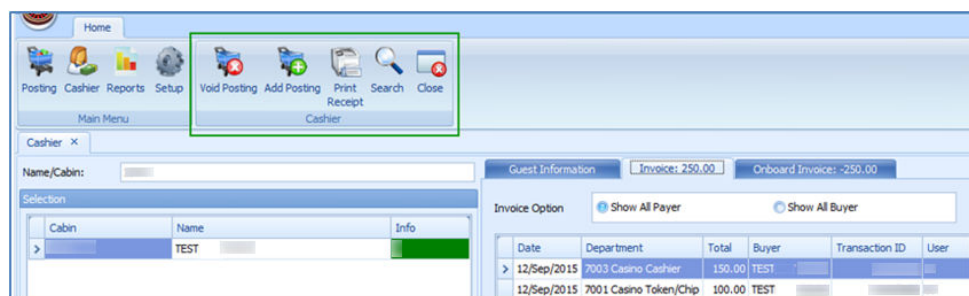 Home
Posting Cashier Reports Setup Void Posting Add Posting Print Receipt Search Close
Main Menu Cashier
Cashier ×
Name/Cabin:
Guest Information Invoice: 250.00 Onboard Invoice: -250.00
Selection
Invoice Option Show All Payer Show All Buyer
Cabin Name Info
TEST
Date Department Total Buyer Transaction ID User
12/Sep/2015 7003 Casino Cashier 150.00 TEST
12/Sep/2015 7001 Casino Token/Chip 100.00 TEST